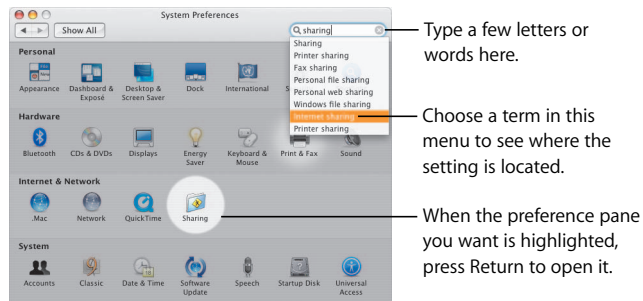 System Preferences
Show All
sharing
Sharing
Printer sharing
Fax sharing
Personal file sharing
Personal web sharing
Windows file sharing
Internet sharing
Printer sharing
Personal
Appearance
Dashboard &
Exposé
Desktop &
Screen Saver
Dock
International
Hardware
Bluetooth
CDs & DVDs
Displays
Energy
Saver
Keyboard &
Mouse
Print & Fax
Sound
Internet & Network
.Mac
Network
QuickTime
Sharing
System
Accounts
Classic
Date & Time
Software
Update
Speech
Startup Disk
Universal
Access
Type a few letters or
words here.
Choose a term in this
menu to see where the
setting is located.
When the preference pane
you want is highlighted,
press Return to open it.